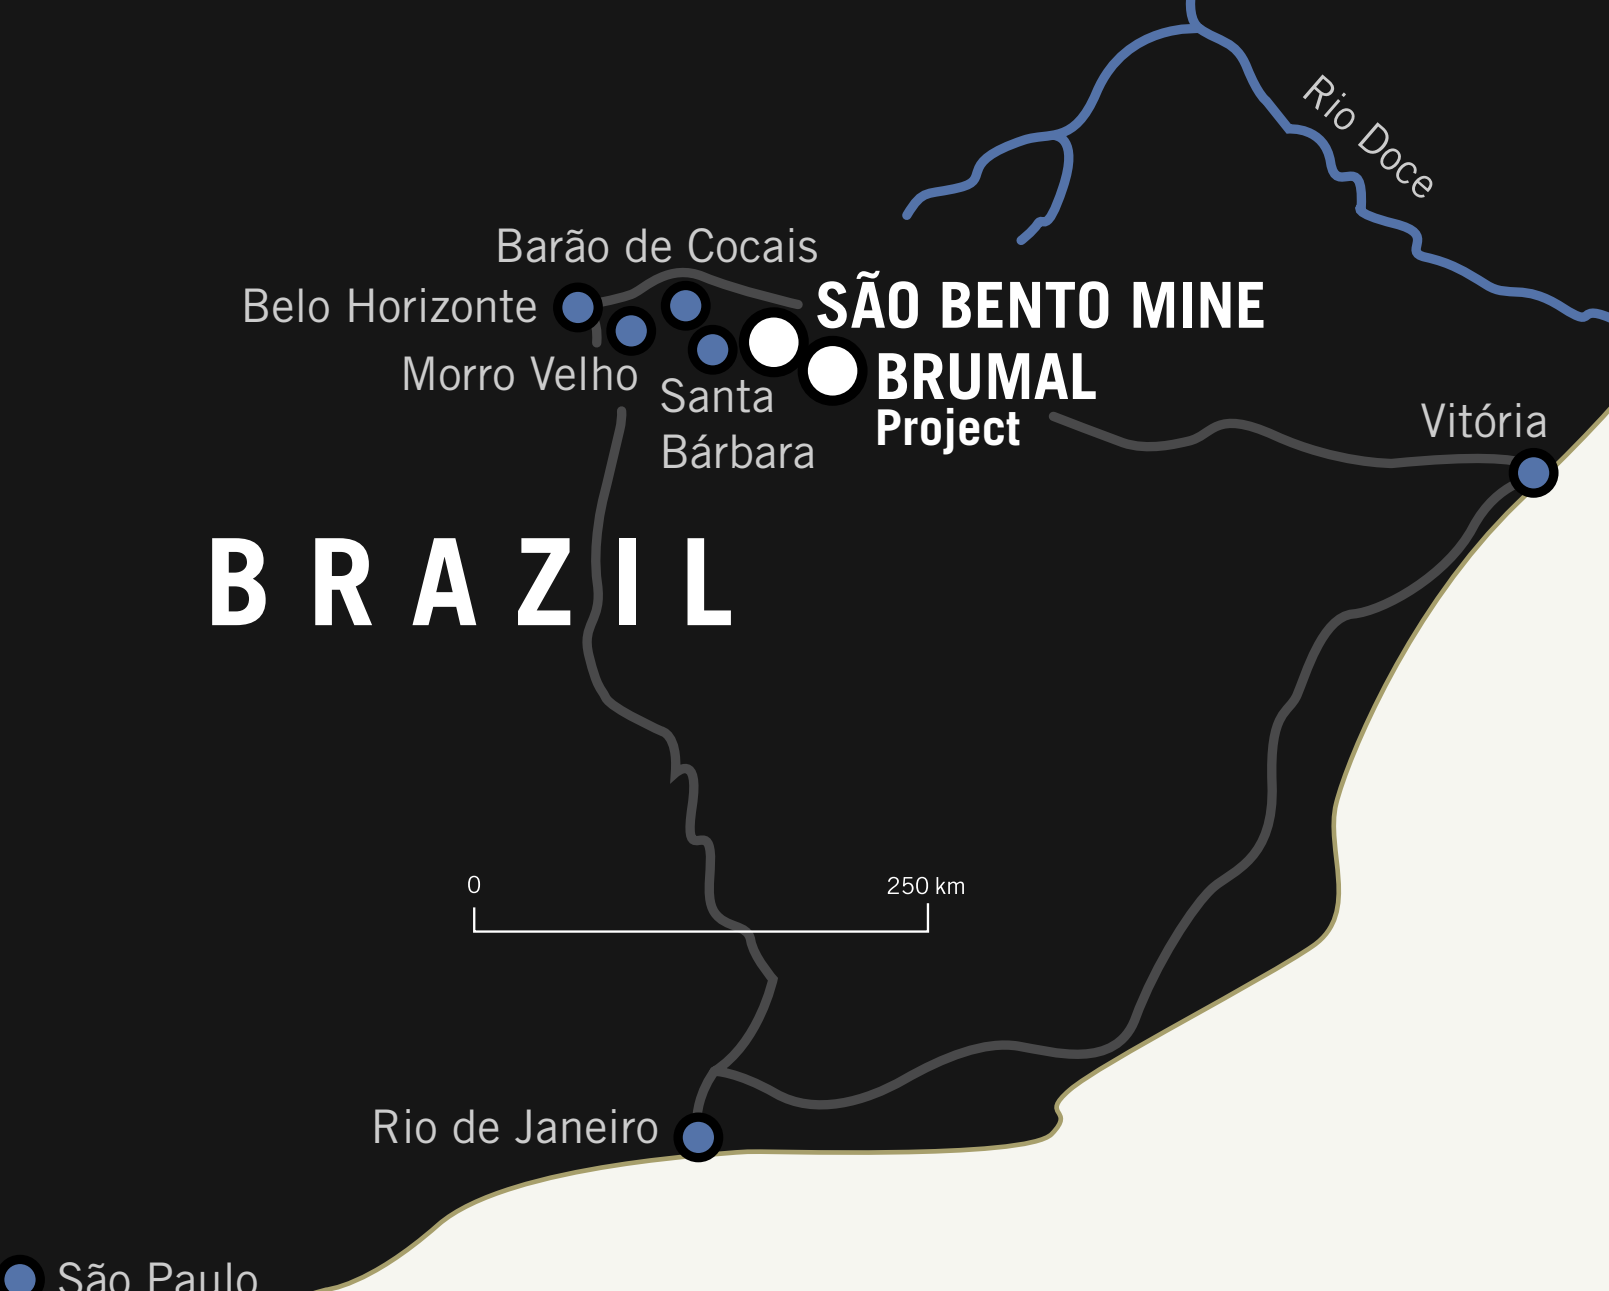 Rio Doce
Barão de Cocais
Belo Horizonte
SÃO BENTO MINE
Morro Velho
BRUMAL
Project
Santa
Bárbara
Vitória
BRAZIL
0
250 km
Rio de Janeiro
São Paulo